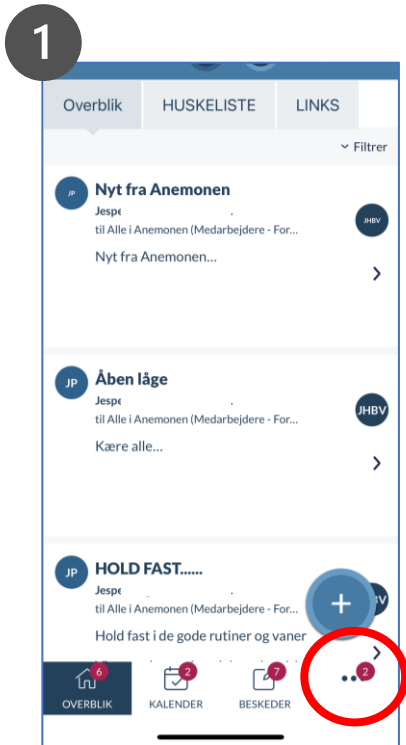 1
Overblik HUSKELISTE LINKS
Filtrer
JP Nyt fra Anemonen
Jespe
JHBV
til Alle i Anemonen (Medarbejdere - For...
Nyt fra Anemonen...
JP Åben låge
Jespe
JHBV
til Alle i Anemonen (Medarbejdere - For...
Kære alle...
JP HOLD FAST......
Jespe
til Alle i Anemonen (Medarbejdere - For...
+
Hold fast i de gode rutiner og vaner
6 2 7 2
OVERBLIK KALENDER BESKEDER